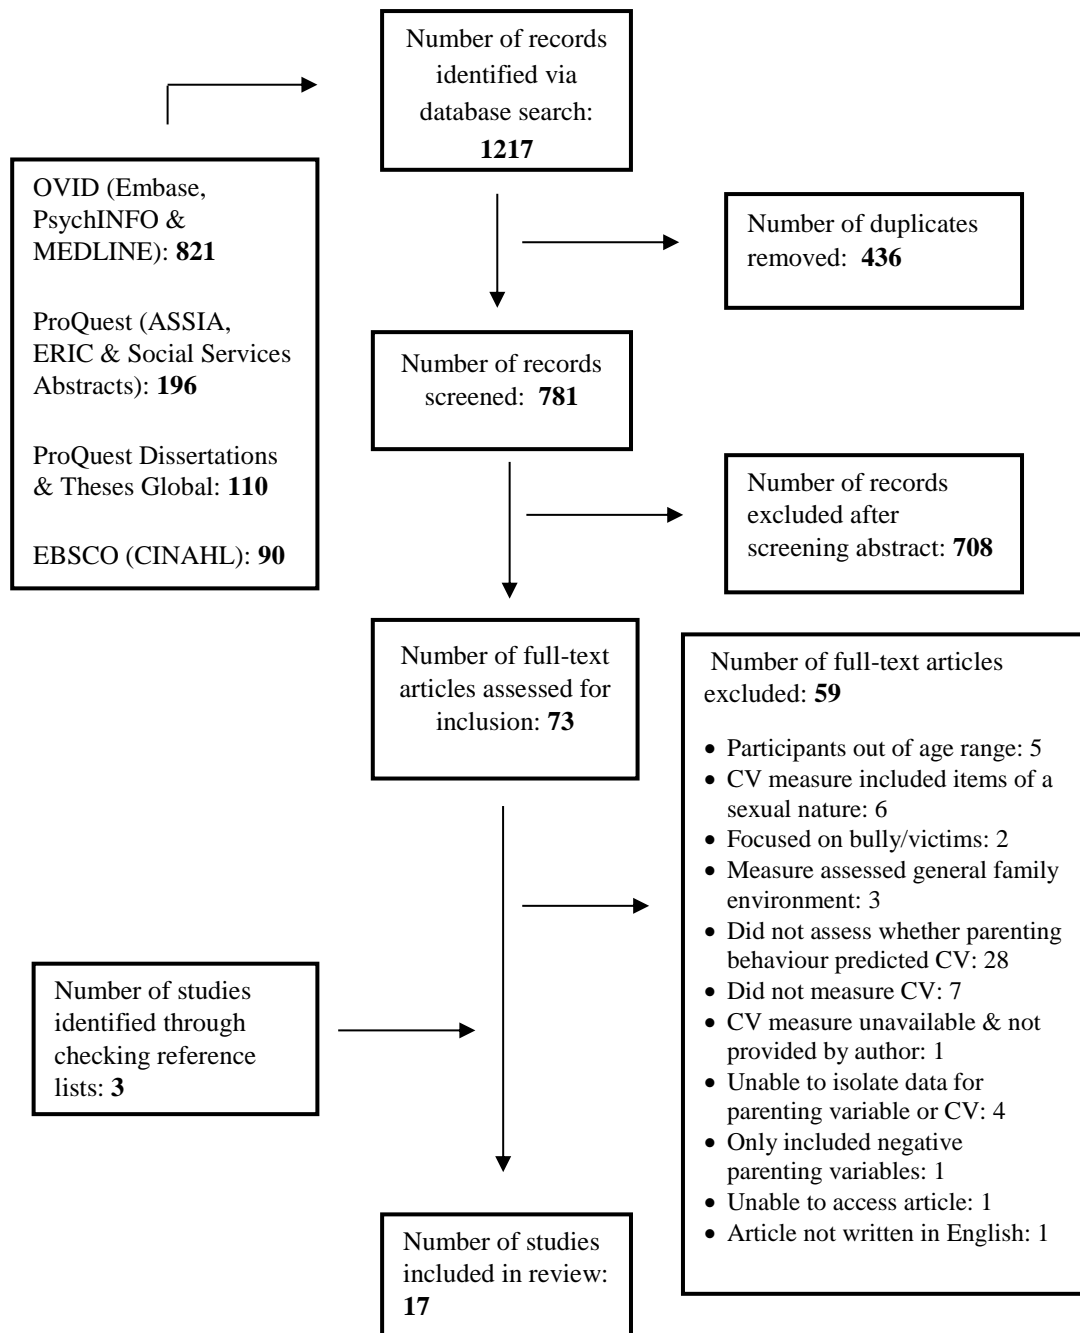 Number of records
identified via
database search:
1217
OVID (Embase,
PsychINFO &
MEDLINE): 821
ProQuest (ASSIA,
ERIC & Social Services
Abstracts): 196
ProQuest Dissertations
& Theses Global: 110
EBSCO (CINAHL): 90
Number of duplicates
removed: 436
Number of records
screened: 781
Number of records
excluded after
screening abstract: 708
Number of full-text
articles assessed for
inclusion: 73
Number of full-text articles
excluded: 59
• Participants out of age range: 5
• CV measure included items of a
sexual nature: 6
• Focused on bully/victims: 2
• Measure assessed general family
environment: 3
• Did not assess whether parenting
behaviour predicted CV: 28
• Did not measure CV: 7
• CV measure unavailable & not
provided by author: 1
• Unable to isolate data for
parenting variable or CV: 4
• Only included negative
parenting variables: 1
• Unable to access article: 1
• Article not written in English: 1
Number of studies
identified through
checking reference
lists: 3
Number of studies
included in review:
17